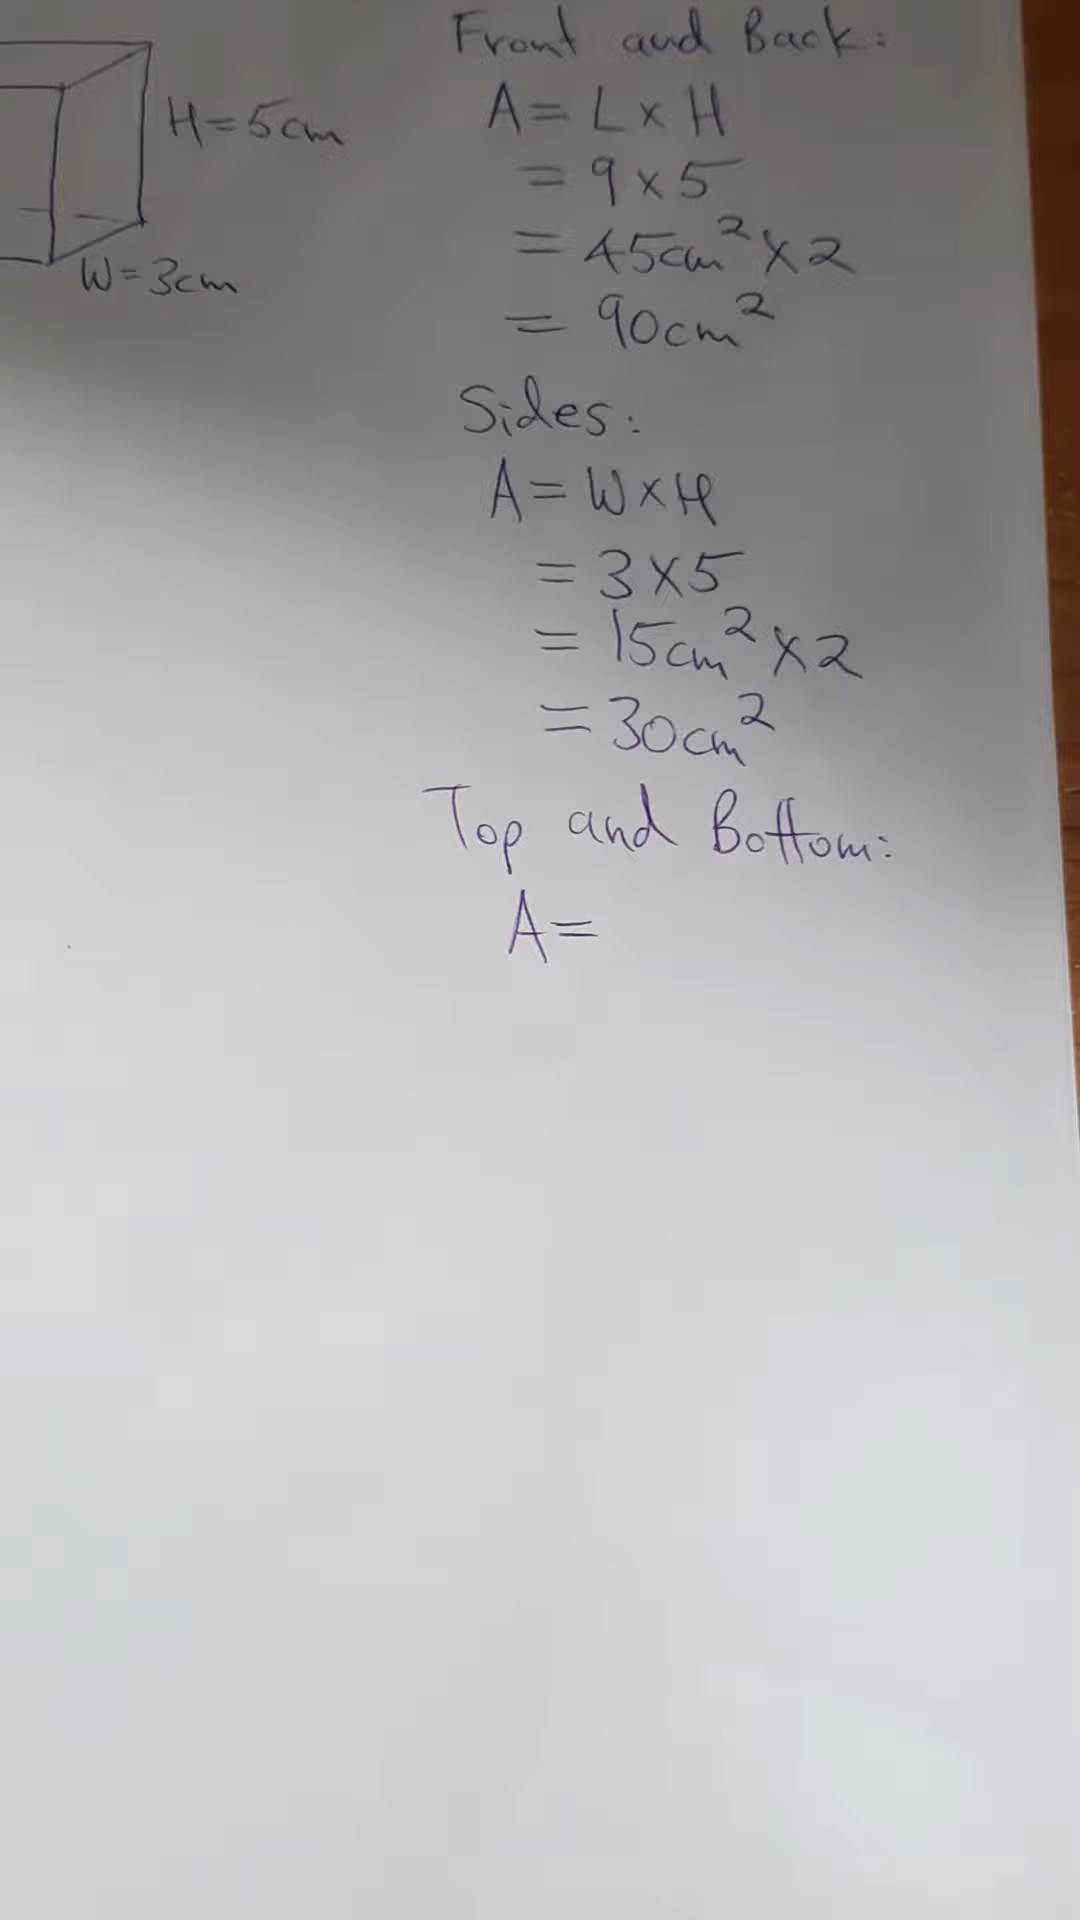 H=5cm
W=3cm
Front and Back:
A=L×H
=9×5
=45cm²×2
=90cm²
Sides:
A=W×H
=3×5
=15cm²×2
=30cm²
Top and Bottom:
A=